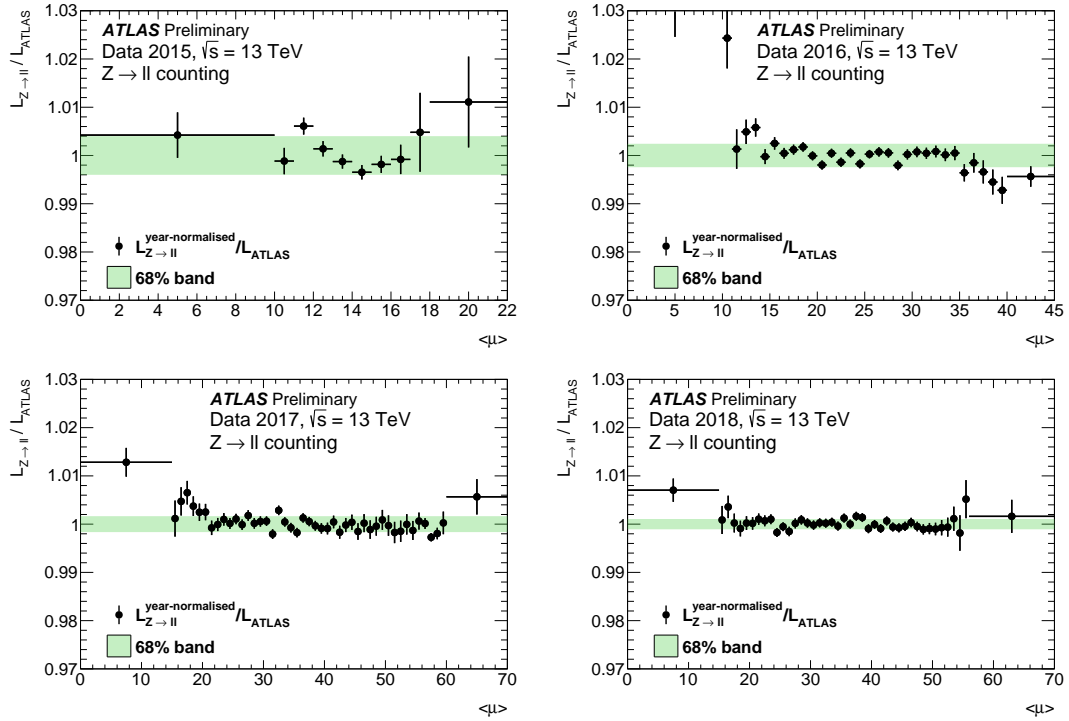 L_{Z → ll} / L_{ATLAS}
1.03
1.02
1.01
1
0.99
0.98
0.97
ATLAS Preliminary
Data 2015, √s = 13 TeV
Z → ll counting
L_{Z → ll}^{year-normalised}/L_{ATLAS}
68% band
0 2 4 6 8 10 12 14 16 18 20 22
<μ>
L_{Z → ll} / L_{ATLAS}
1.03
1.02
1.01
1
0.99
0.98
0.97
ATLAS Preliminary
Data 2016, √s = 13 TeV
Z → ll counting
L_{Z → ll}^{year-normalised}/L_{ATLAS}
68% band
0 5 10 15 20 25 30 35 40 45
<μ>
L_{Z → ll} / L_{ATLAS}
1.03
1.02
1.01
1
0.99
0.98
0.97
ATLAS Preliminary
Data 2017, √s = 13 TeV
Z → ll counting
L_{Z → ll}^{year-normalised}/L_{ATLAS}
68% band
0 10 20 30 40 50 60 70
<μ>
L_{Z → ll} / L_{ATLAS}
1.03
1.02
1.01
1
0.99
0.98
0.97
ATLAS Preliminary
Data 2018, √s = 13 TeV
Z → ll counting
L_{Z → ll}^{year-normalised}/L_{ATLAS}
68% band
0 10 20 30 40 50 60 70
<μ>